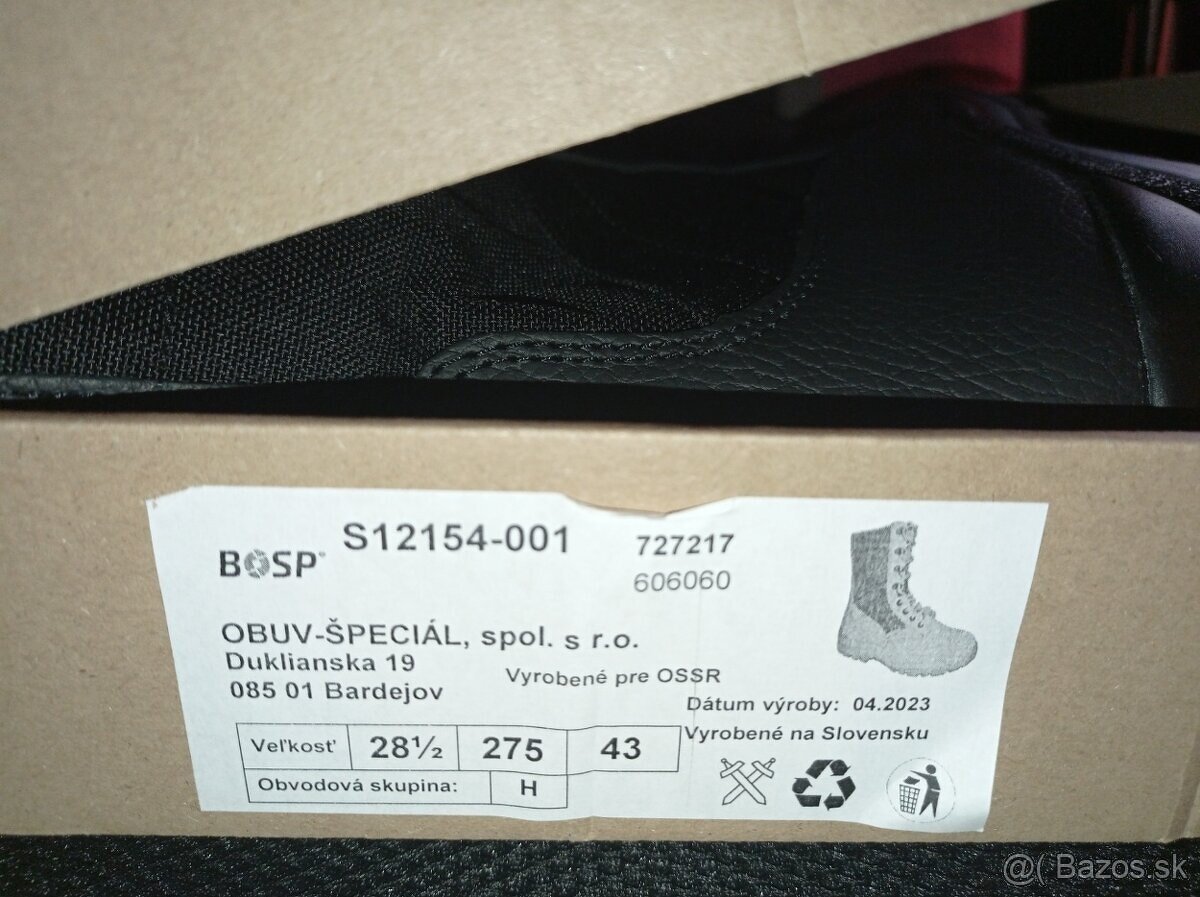 BOSP
S12154-001
727217
606060
OBUV-ŠPECIÁL, spol. s r.o.
Duklianska 19
085 01 Bardejov
Vyrobené pre OSSR
Dátum výroby: 04.2023
Vyrobené na Slovensku
Veľkosť 28½ 275 43
Obvodová skupina: H
@( Bazos.sk